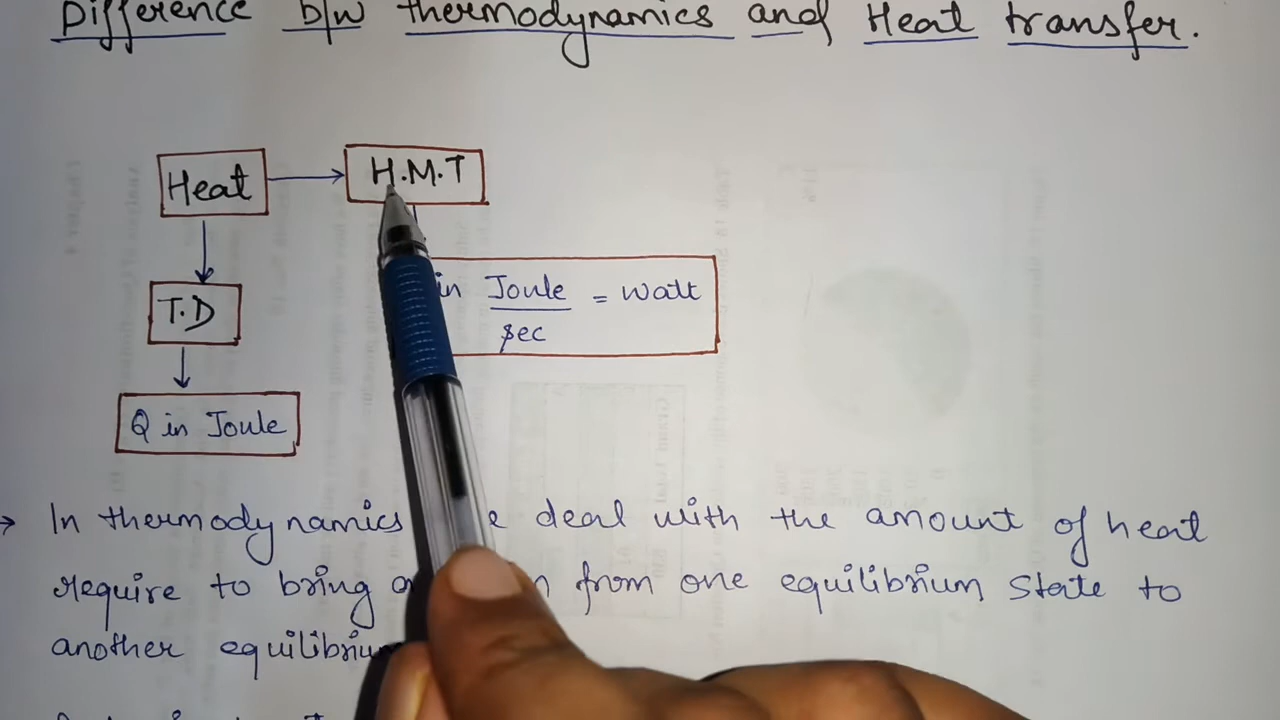 Difference b/w thermodynamics and Heat transfer.
Heat
H.M.T
in Joule = watt
sec
T.D
Q in Joule
→ In thermodynamics deal with the amount of heat
require to bring from one equilibrium state to
another